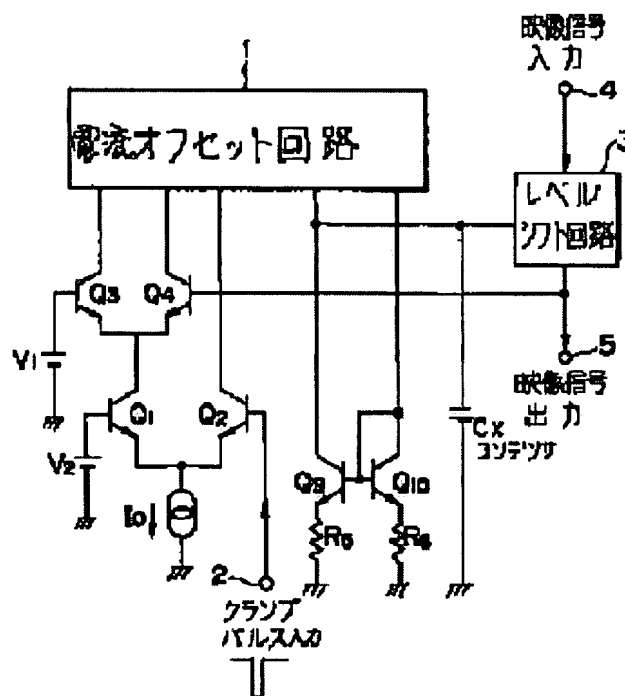 映像信号
入力
4
1
電流オフセット回路
3
レベル
シフト回路
Q3
Q4
V1
5
映像信号
出力
Q1
Q2
V2
Cx
コンデンサ
Q9
Q10
Io
R5
2
クランプ
パルス入力